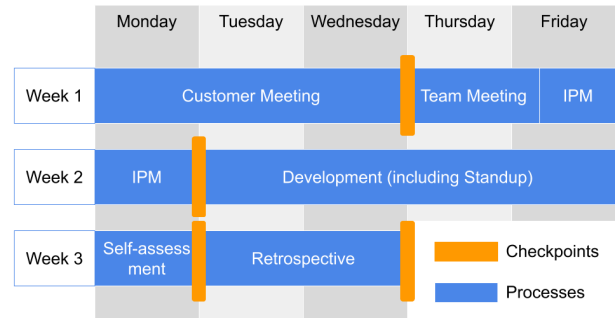 Monday Tuesday Wednesday Thursday Friday
Week 1 Customer Meeting Team Meeting IPM
Week 2 IPM Development (including Standup)
Week 3 Self-assess
ment Retrospective
Checkpoints
Processes